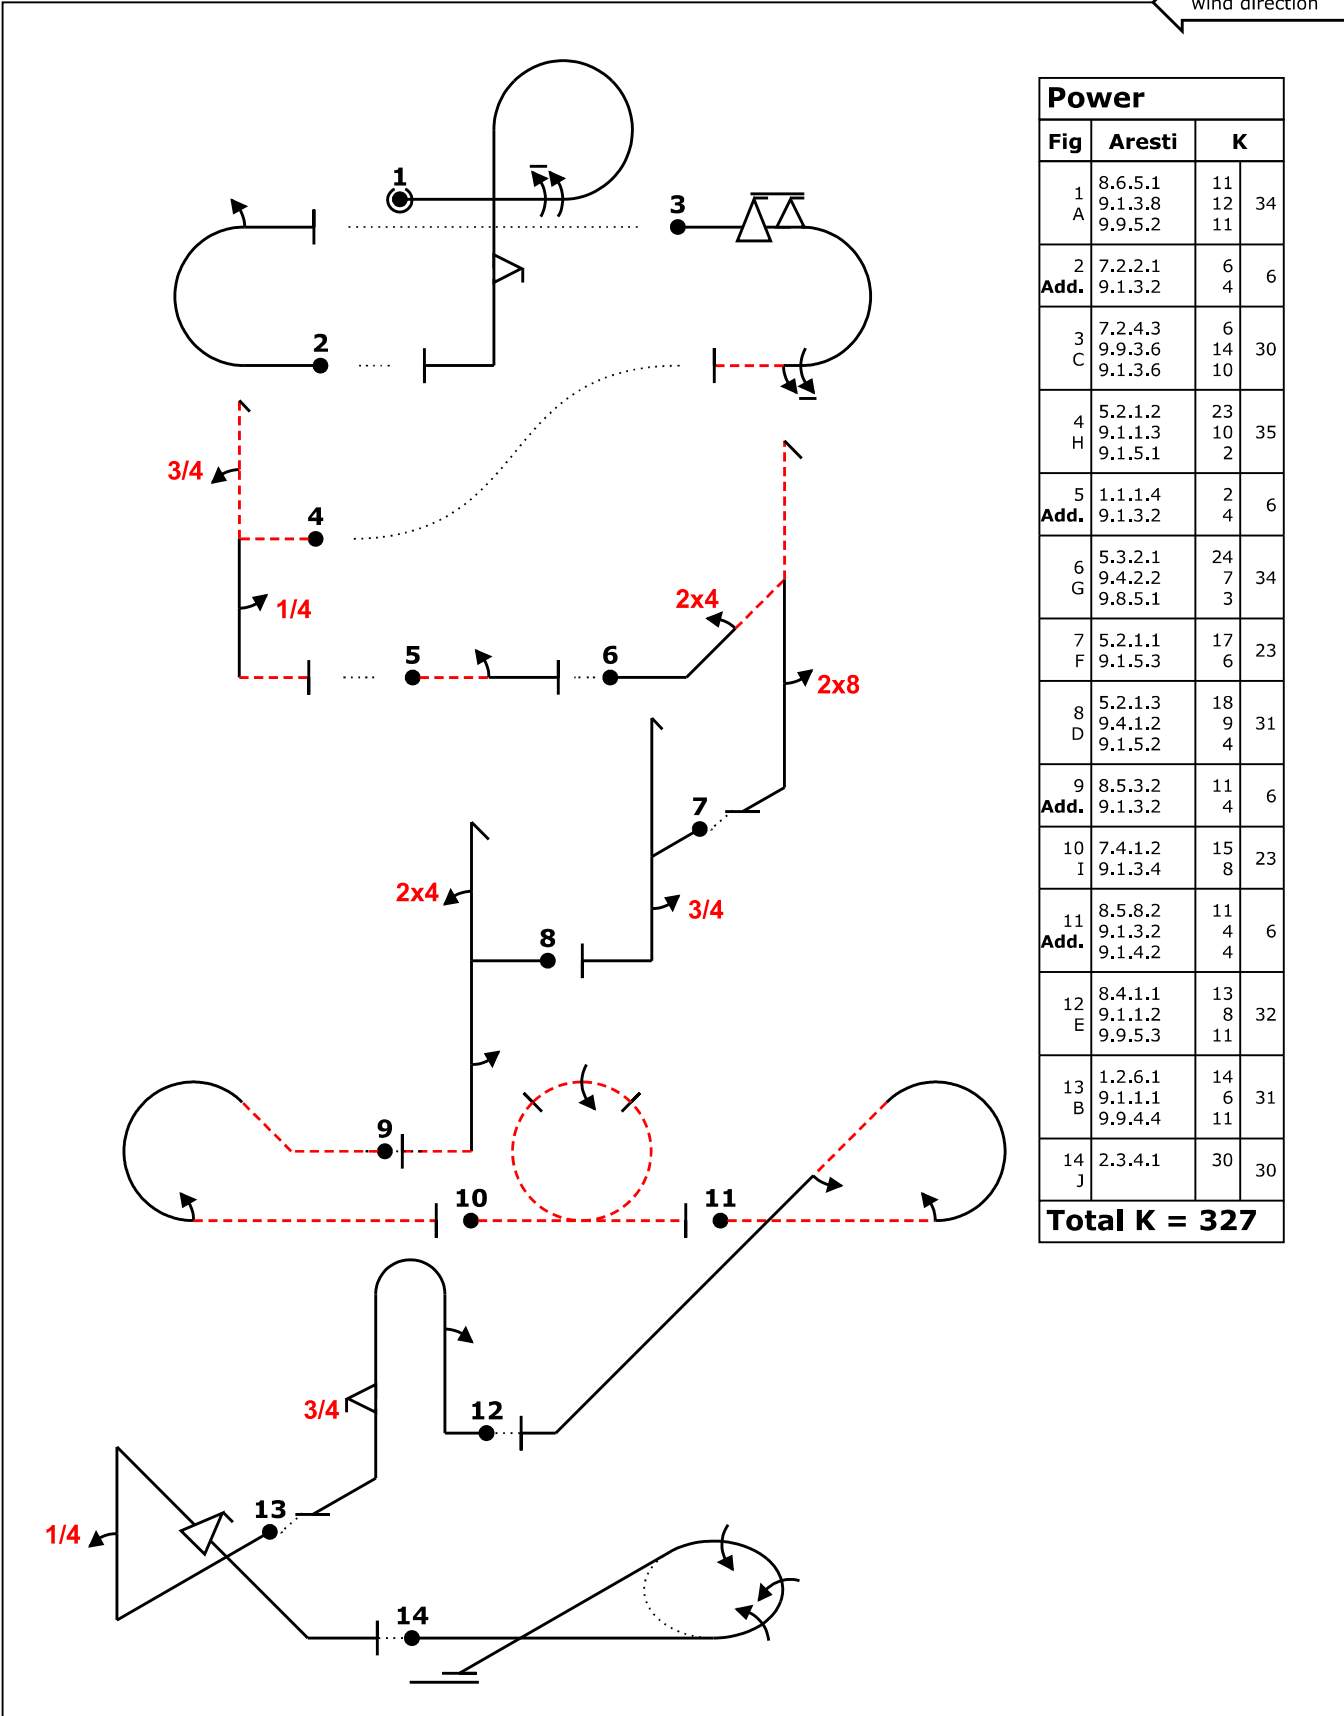 wind direction
1
3
2
3/4
4
1/4
2x4
5
6
2x8
7
2x4
3/4
8
9
10
11
3/4
12
13
1/4
14
Power
Fig Aresti K
1 A 8.6.5.1 11 34
9.1.3.8 12
9.9.5.2 11
2 Add. 7.2.2.1 6 6
9.1.3.2 4
3 C 7.2.4.3 6 30
9.9.3.6 14
9.1.3.6 10
4 H 5.2.1.2 23 35
9.1.1.3 10
9.1.5.1 2
5 Add. 1.1.1.4 2 6
9.1.3.2 4
6 G 5.3.2.1 24 34
9.4.2.2 7
9.8.5.1 3
7 F 5.2.1.1 17 23
9.1.5.3 6
8 D 5.2.1.3 18 31
9.4.1.2 9
9.1.5.2 4
9 Add. 8.5.3.2 11 6
9.1.3.2 4
10 I 7.4.1.2 15 23
9.1.3.4 8
11 Add. 8.5.8.2 11 6
9.1.3.2 4
9.1.4.2 4
12 E 8.4.1.1 13 32
9.1.1.2 8
9.9.5.3 11
13 B 1.2.6.1 14 31
9.1.1.1 6
9.9.4.4 11
14 J 2.3.4.1 30 30
Total K = 327